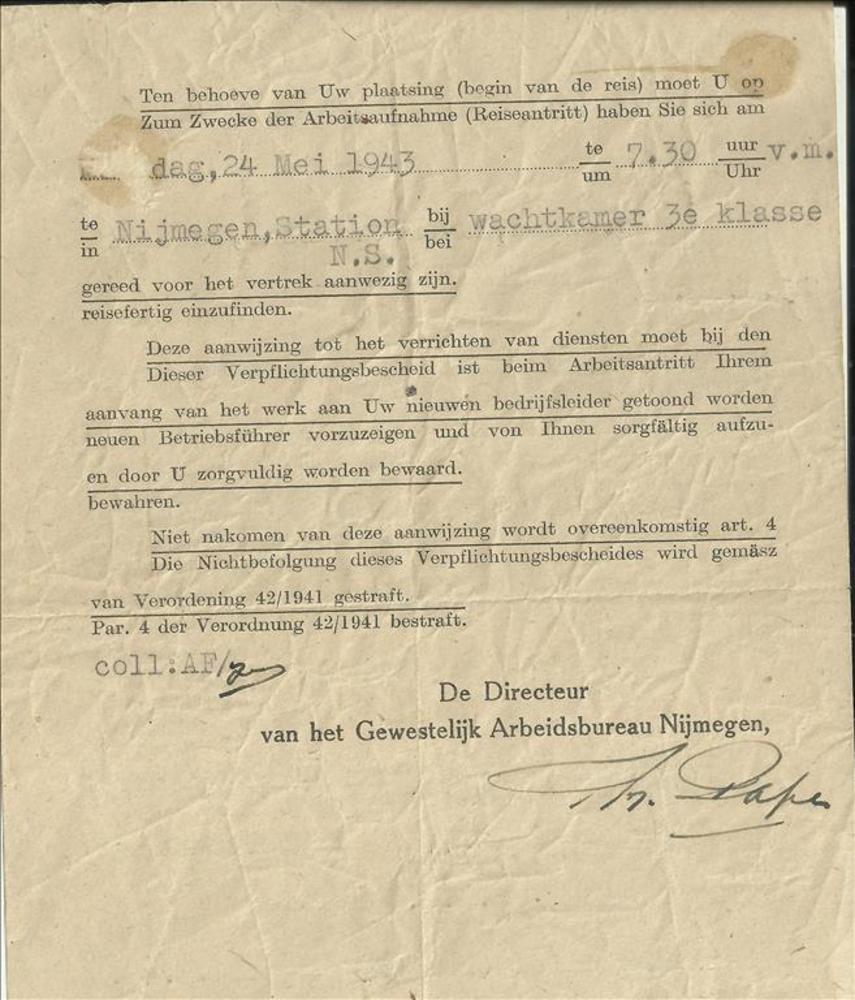 Ten behoeve van Uw plaatsing (begin van de reis) moet U op
Zum Zwecke der Arbeitsaufnahme (Reiseantritt) haben Sie sich am
dag, 24 Mei 1943 te 7.30 uur v.m.
um Uhr
te Nijmegen, Station bij wachtkamer 3e klasse
in N.S. bei
gereed voor het vertrek aanwezig zijn.
reisefertig einzufinden.
Deze aanwijzing tot het verrichten van diensten moet bij den
Dieser Verpflichtungsbescheid ist beim Arbeitsantritt Ihrem
aanvang van het werk aan Uw nieuwen bedrijfsleider getoond worden
neuen Betriebsführer vorzuzeigen und von Ihnen sorgfältig aufzu-
en door U zorgvuldig worden bewaard.
bewahren.
Niet nakomen van deze aanwijzing wordt overeenkomstig art. 4
Die Nichtbefolgung dieses Verpflichtungsbescheides wird gemäsz
van Verordening 42/1941 gestraft.
Par. 4 der Verordnung 42/1941 bestraft.
coll:AF/
De Directeur
van het Gewestelijk Arbeidsbureau Nijmegen,